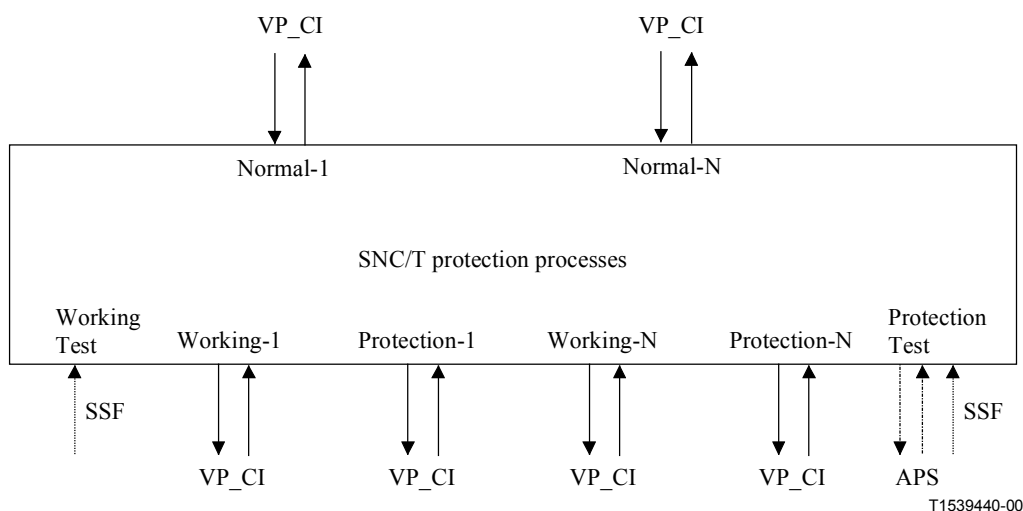 VP_CI VP_CI
Normal-1 Normal-N
SNC/T protection processes
Working
Test
Working-1 Protection-1 Working-N Protection-N
Protection
Test
SSF SSF
VP_CI VP_CI VP_CI VP_CI APS
T1539440-00